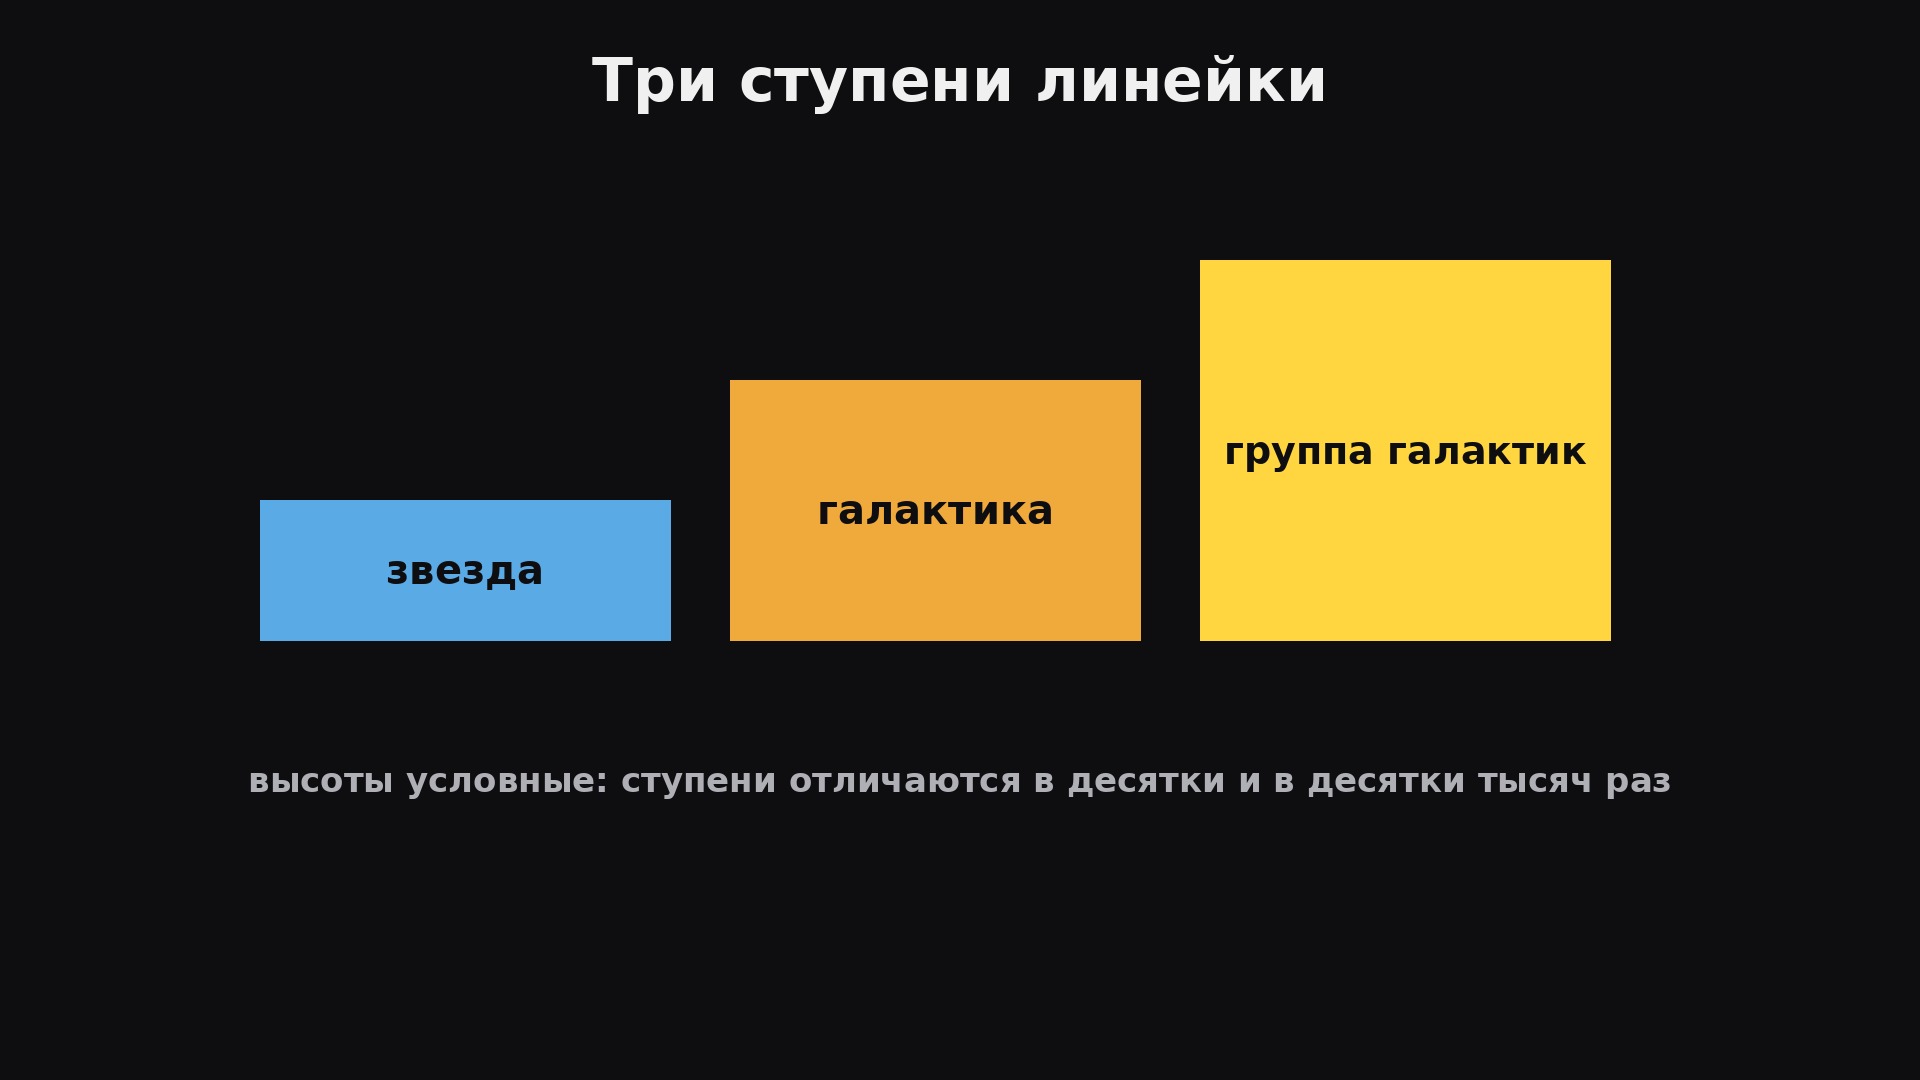 Три ступени линейки
группа галактик
галактика
звезда
высоты условные: ступени отличаются в десятки и в десятки тысяч раз